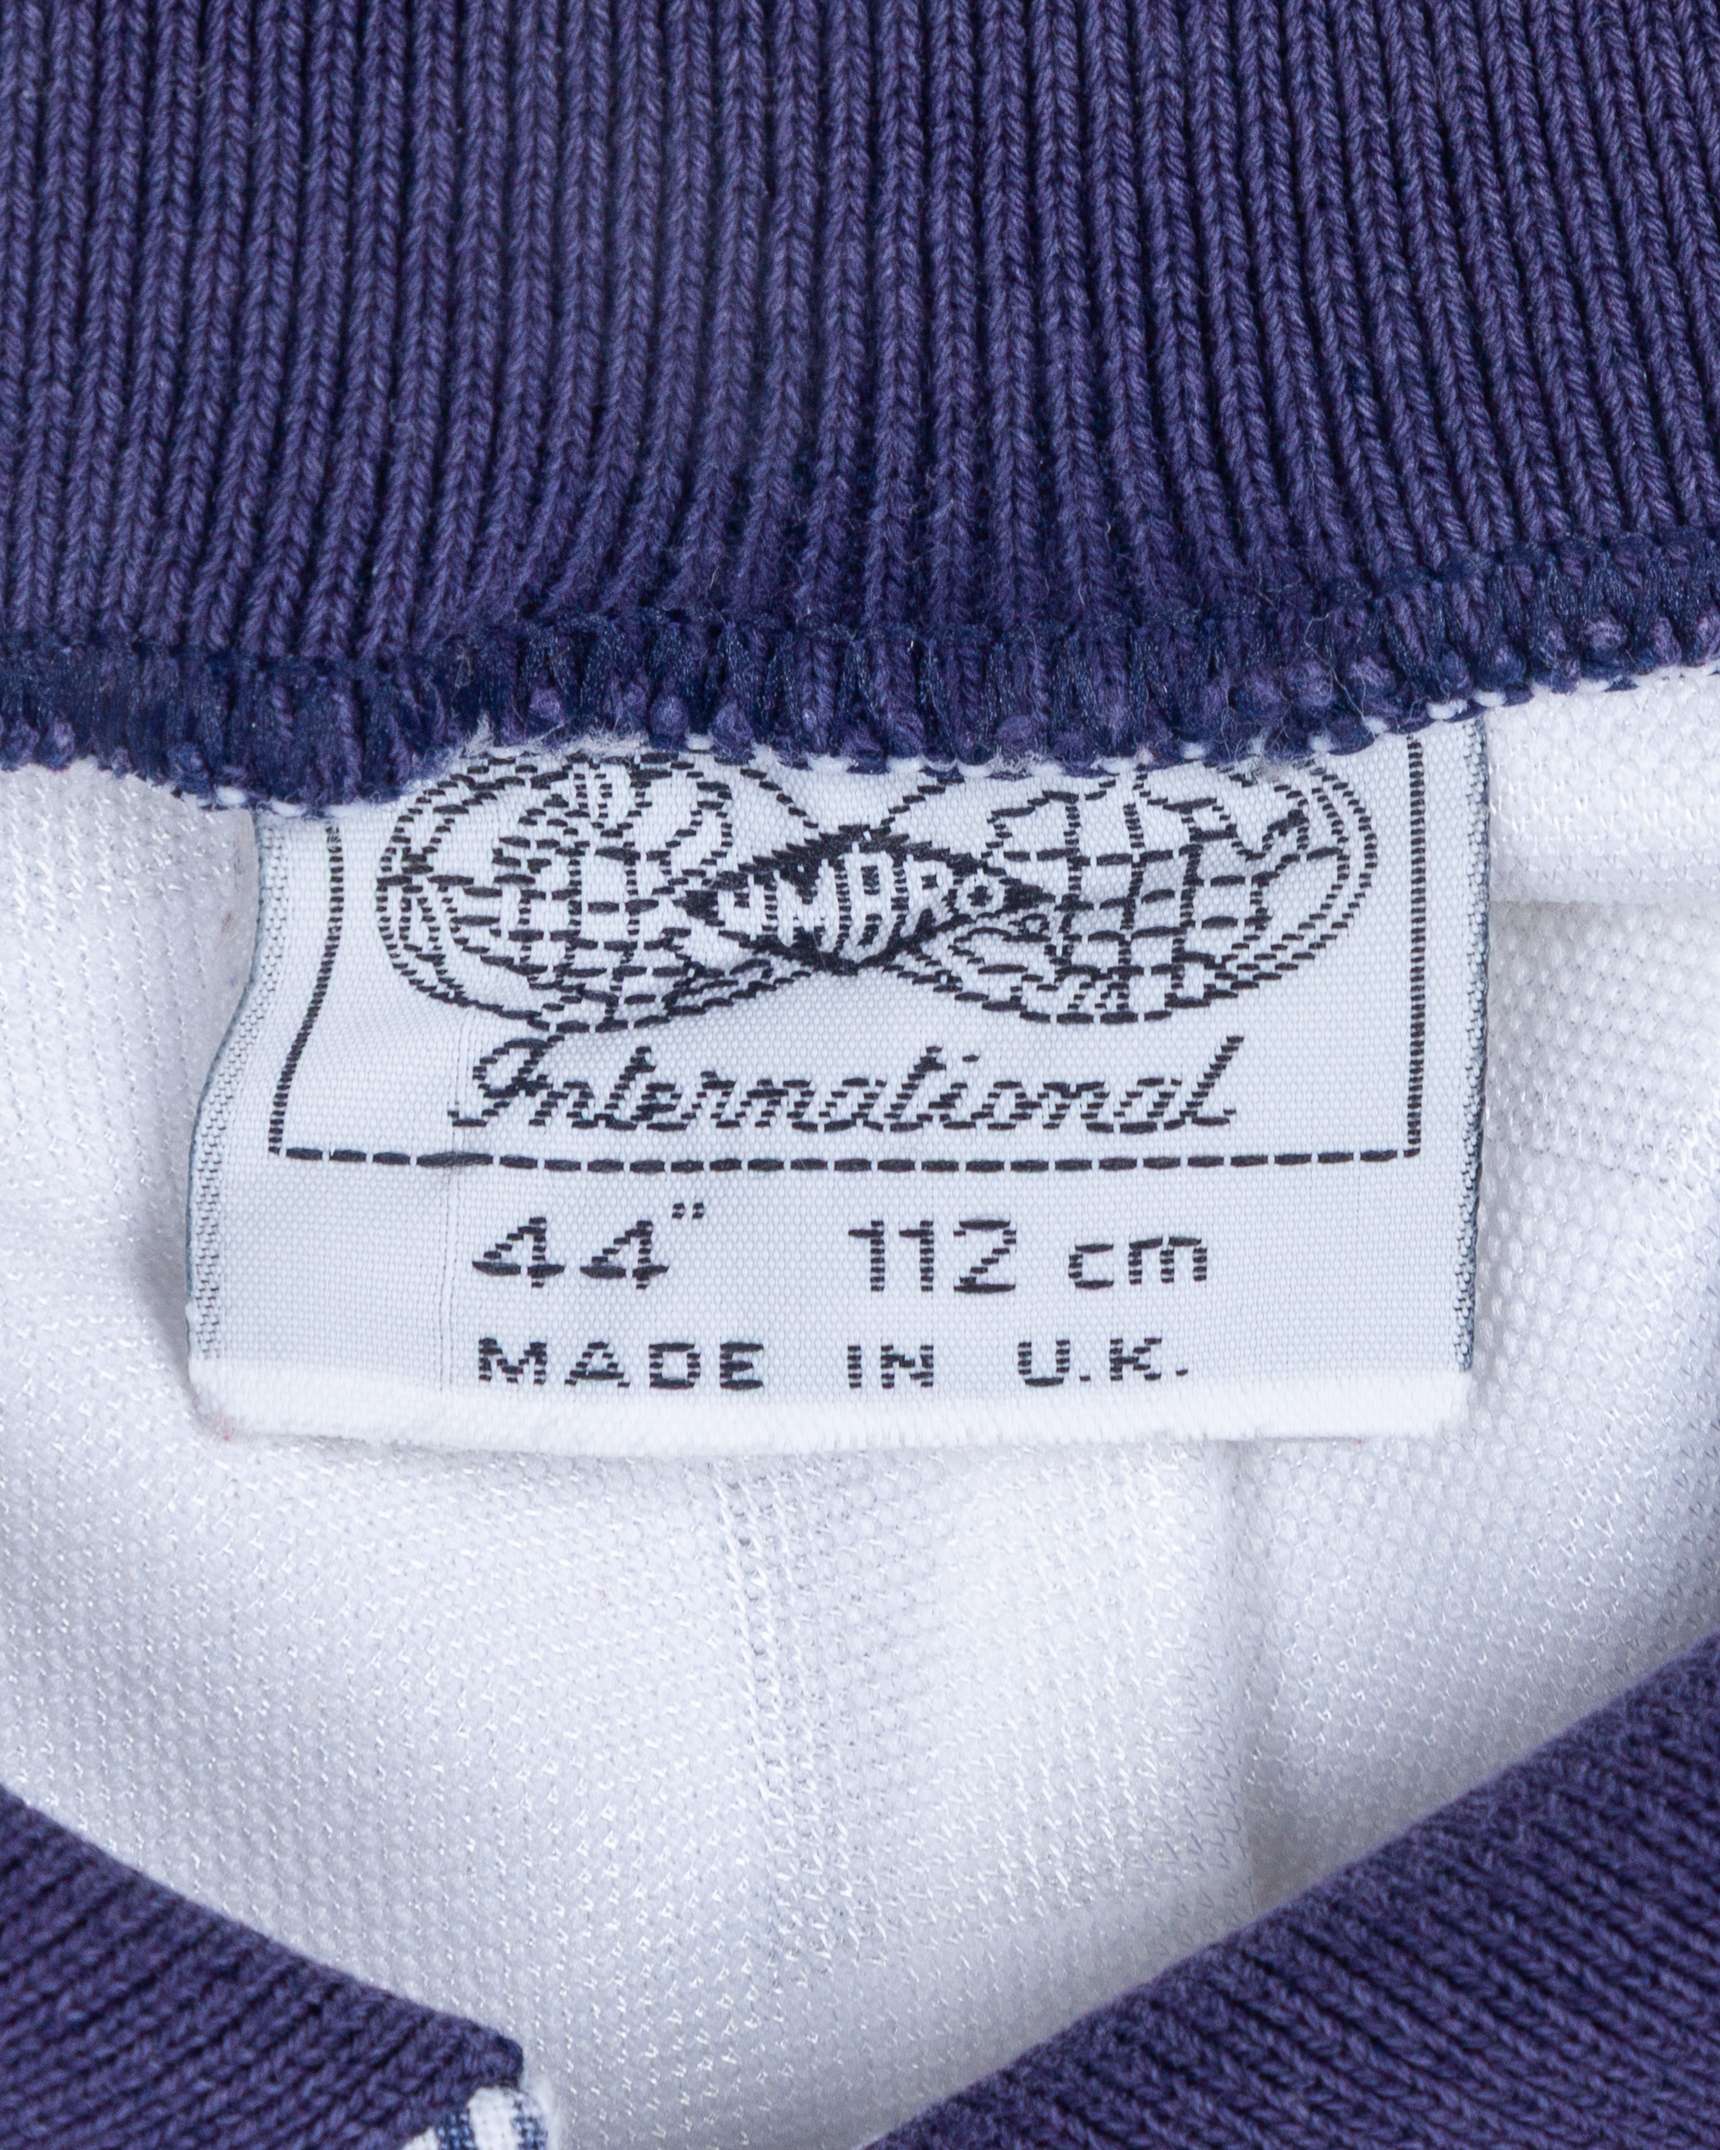 UMBRO
International
44" 112 cm
MADE IN U.K.